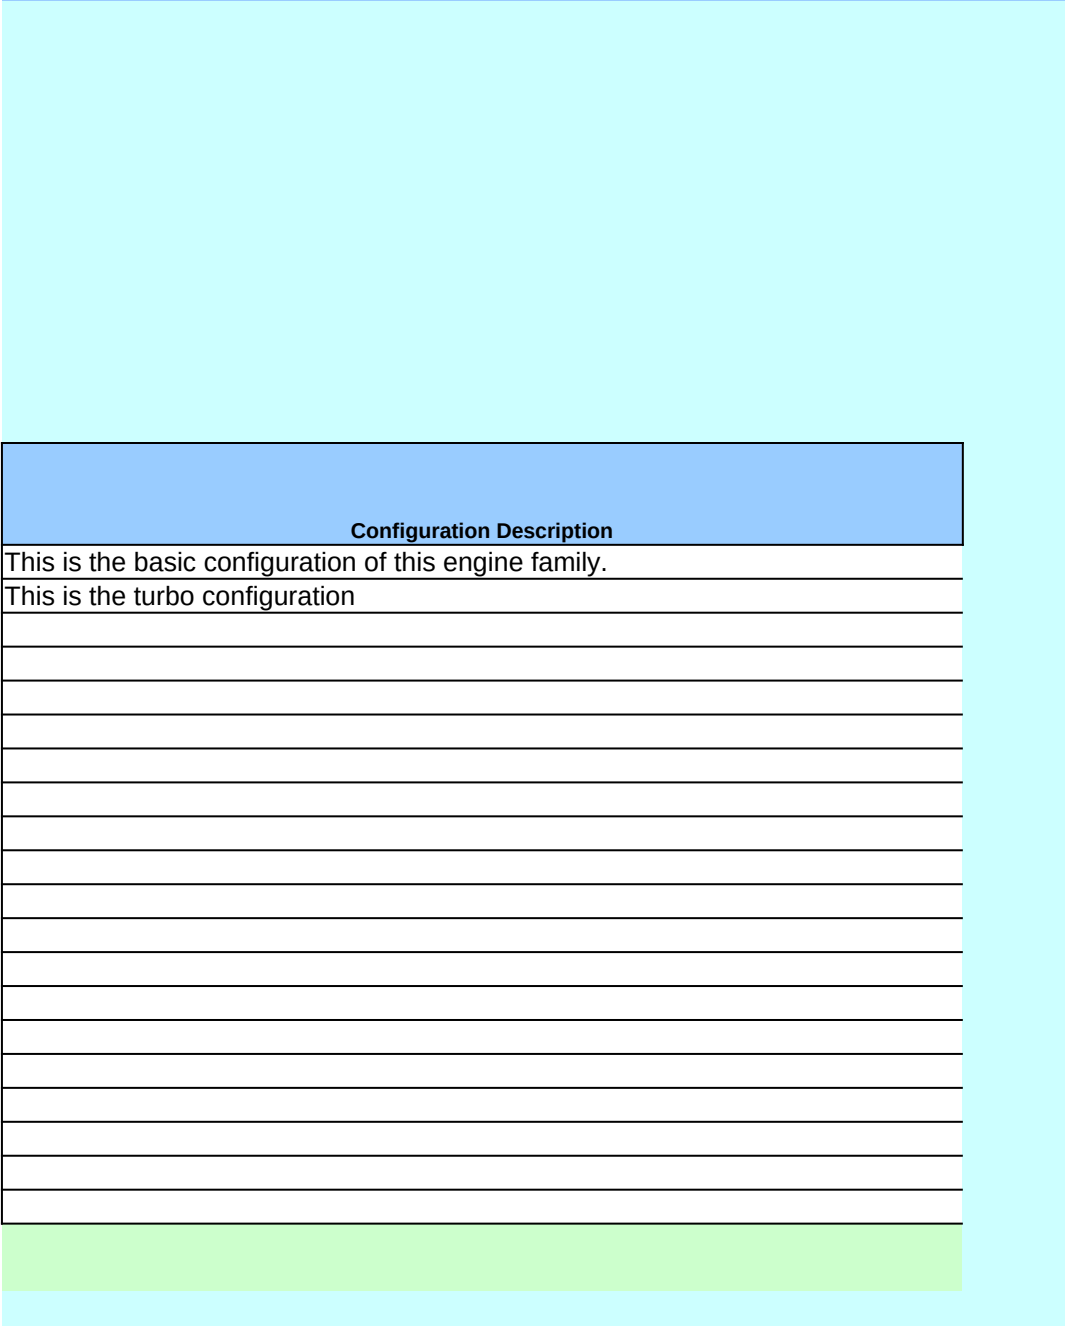 Configuration Description
This is the basic configuration of this engine family.
This is the turbo configuration